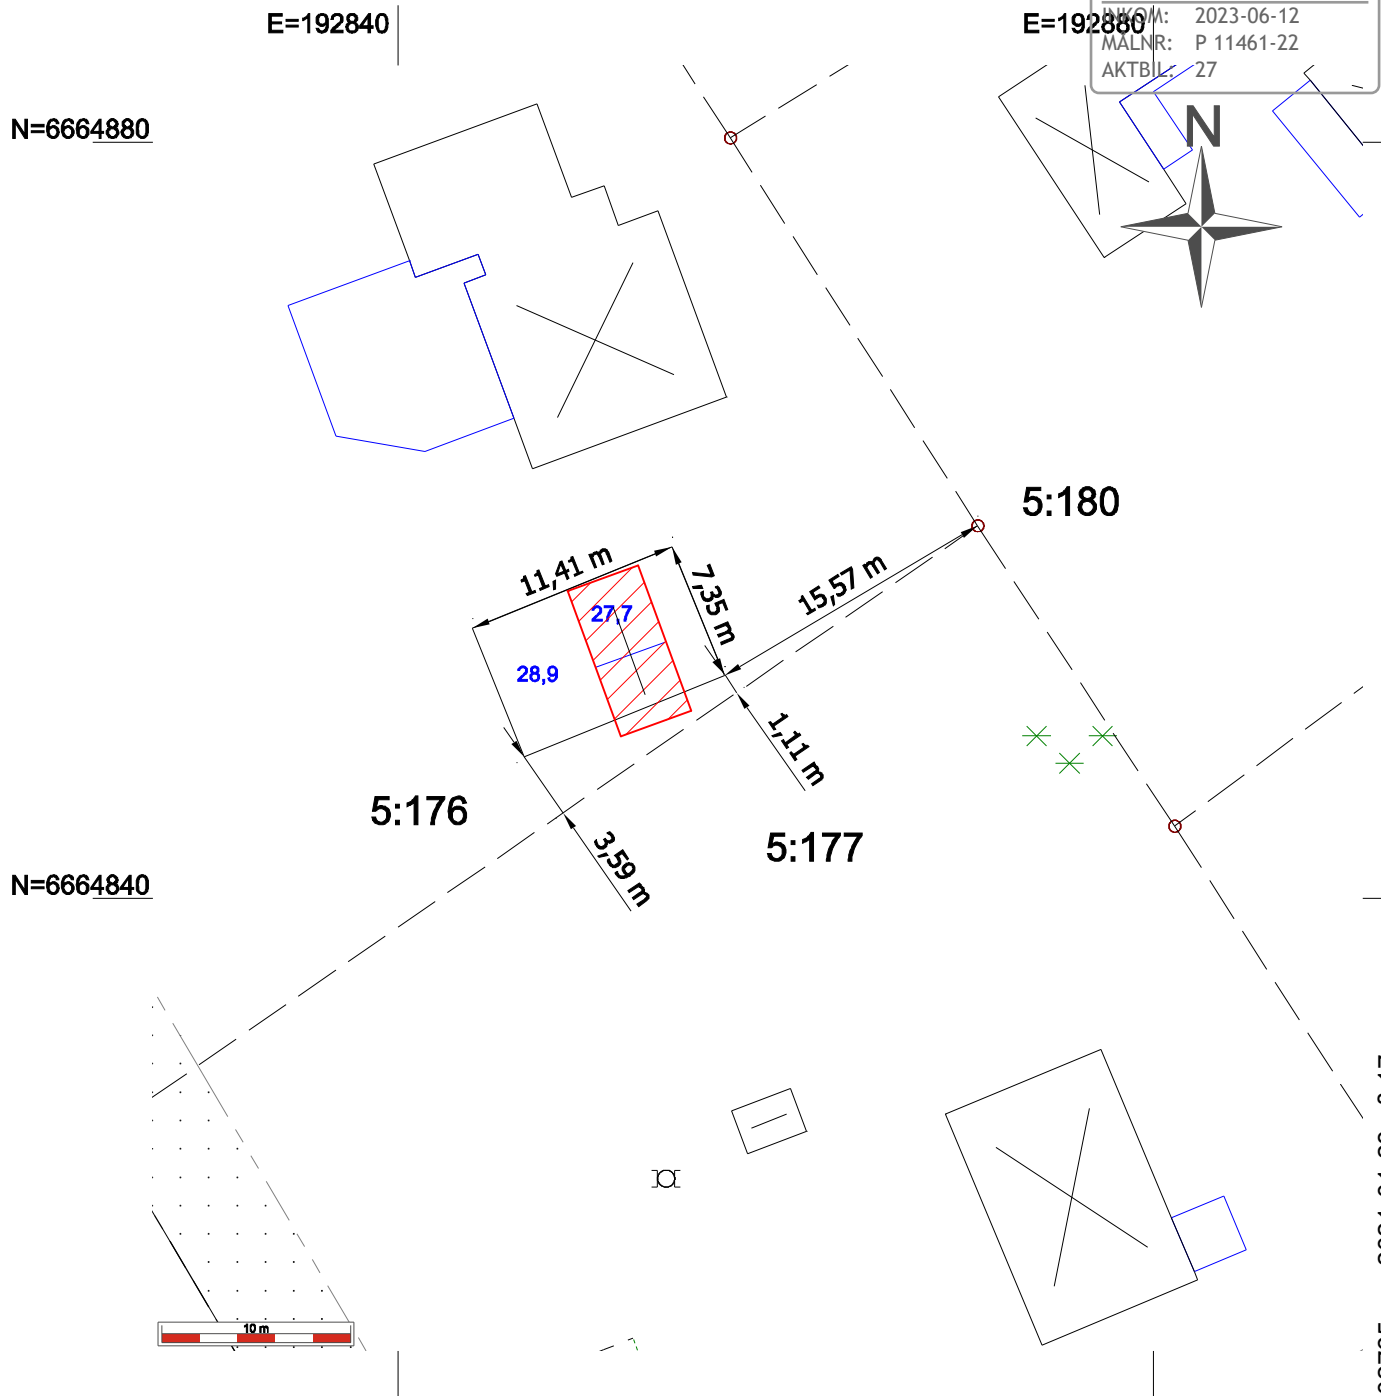 E=192840
E=192880
INKOM: 2023-06-12
MÅLNR: P 11461-22
AKTBIL: 27
N=6664880
N
5:180
11,41 m
7,35 m
15,57 m
27,7
28,9
1,11 m
5:176
5:177
3,59 m
N=6664840
10 m